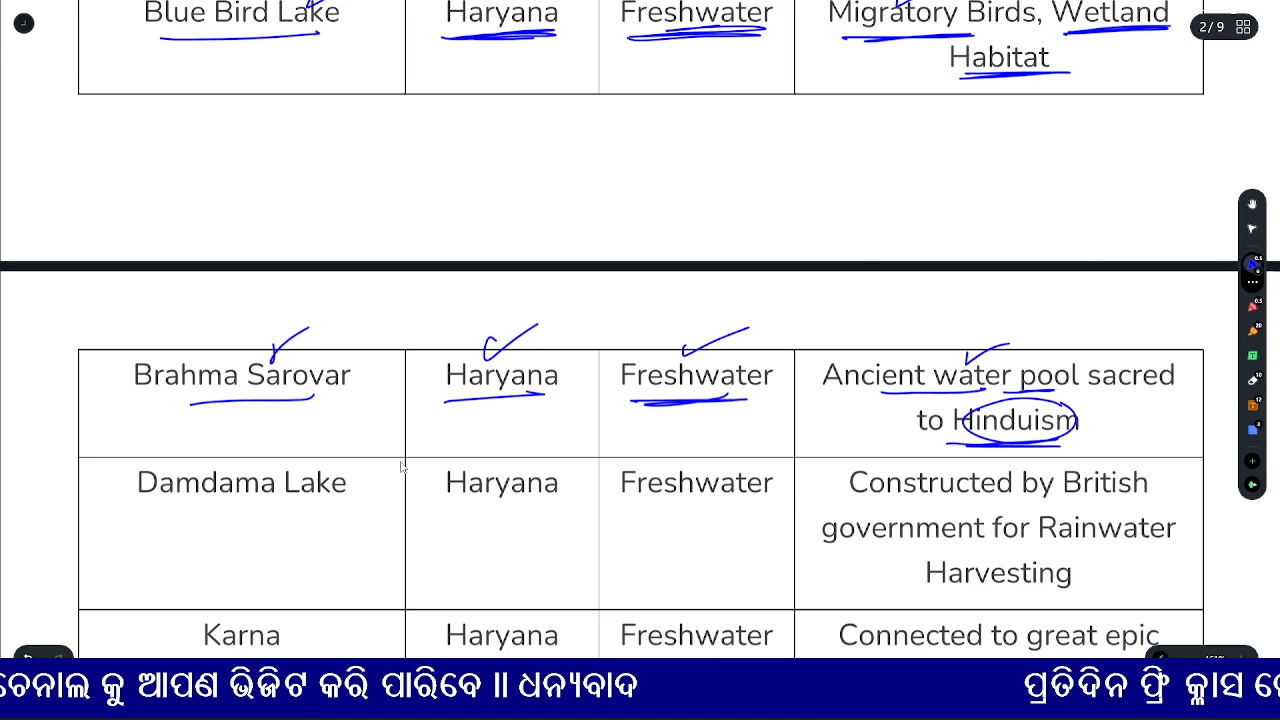 Blue Bird Lake Haryana Freshwater Migratory Birds, Wetland
Habitat
2/9
Brahma Sarovar Haryana Freshwater Ancient water pool sacred
to Hinduism
Damdama Lake Haryana Freshwater Constructed by British
government for Rainwater
Harvesting
Karna Haryana Freshwater Connected to great epic
ଚେନାଲ କୁ ଆପଣ ଭିଜିଟ କରି ପାରିବେ ॥ ଧନ୍ୟବାଦ ପ୍ରତିଦିନ ଫ୍ରି କ୍ଲାସ